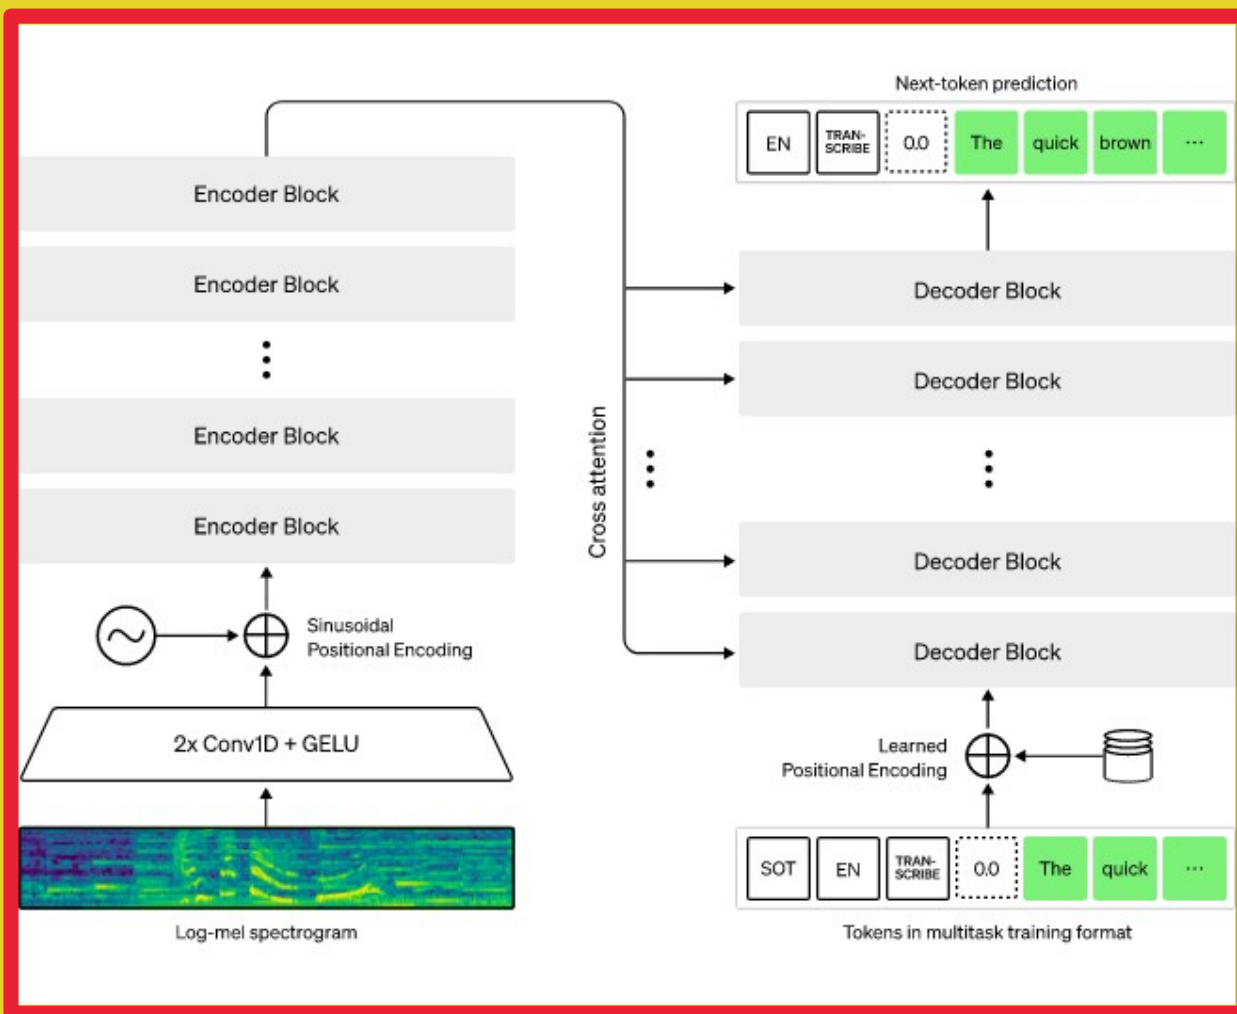 Next-token prediction
EN
TRAN-
SCRIBE
0.0
The
quick
brown
...
Encoder Block
Encoder Block
Encoder Block
Encoder Block
Sinusoidal
Positional Encoding
2x Conv1D + GELU
Log-mel spectrogram
Cross attention
Decoder Block
Decoder Block
Decoder Block
Decoder Block
Learned
Positional Encoding
SOT
EN
TRAN-
SCRIBE
0.0
The
quick
...
Tokens in multitask training format